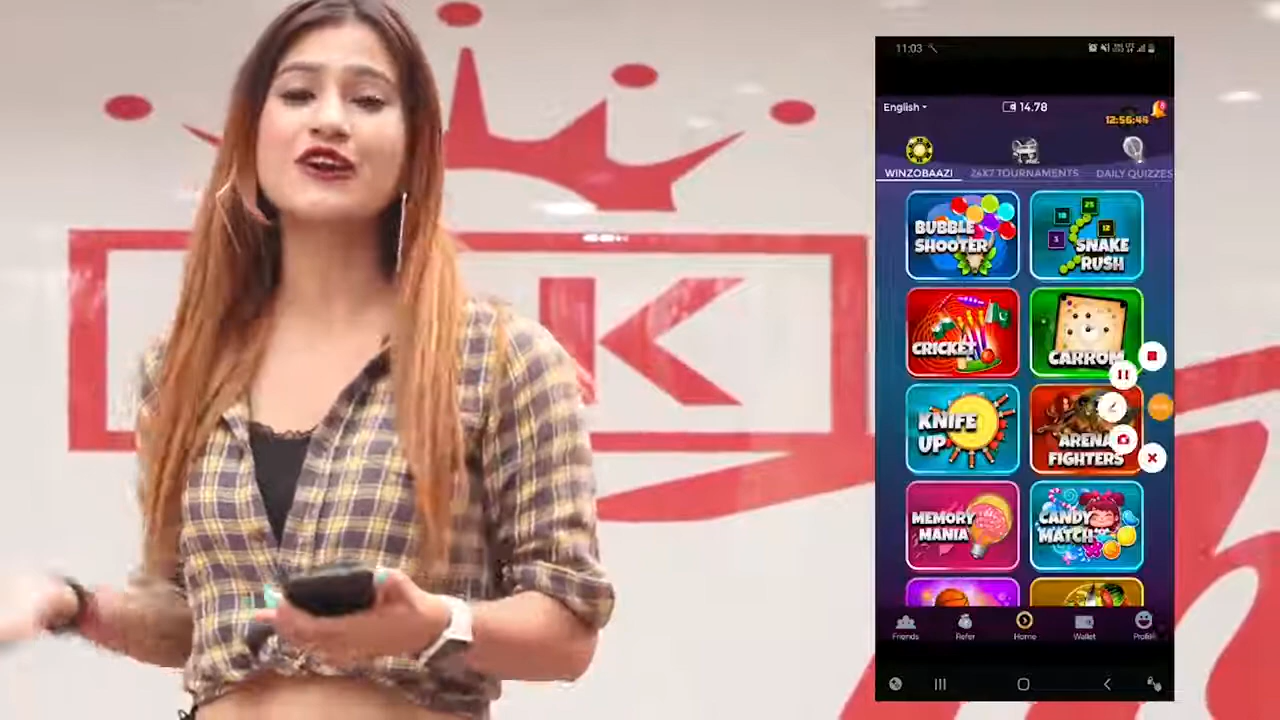 K
11:03
English
14.78
12:56:44
WINZOBAAZI
24X7 TOURNAMENTS
DAILY QUIZZES
BUBBLE
SHOOTER
SNAKE
RUSH
CRICKET
CARROM
KNIFE
UP
ARENA
FIGHTERS
MEMORY
MANIA
CANDY
MATCH
Friends
Refer
Home
Wallet
Profile